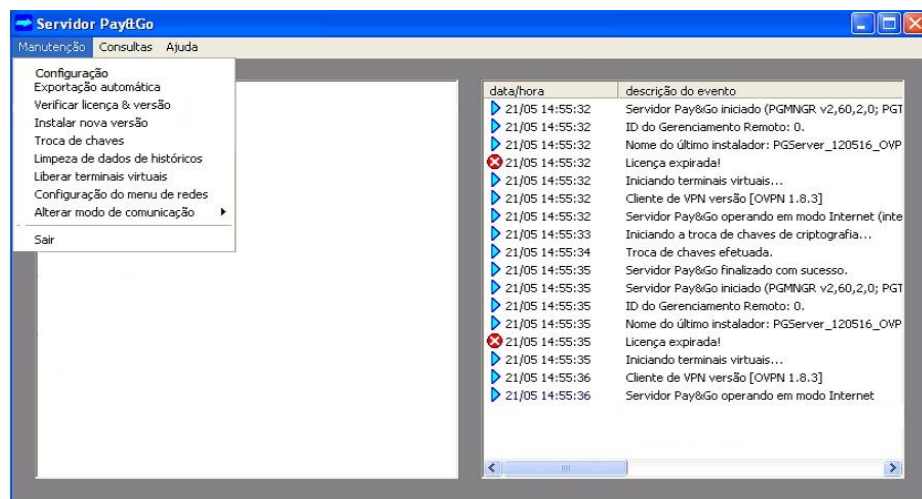 Servidor Pay&Go
Manutenção Consultas Ajuda
Configuração
Exportação automática
Verificar licença & versão
Instalar nova versão
Troca de chaves
Limpeza de dados de históricos
Liberar terminais virtuais
Configuração do menu de redes
Alterar modo de comunicação
Sair
data/hora descrição do evento
21/05 14:55:32 Servidor Pay&Go iniciado (PGMNGR v2,60,2,0; PGT
21/05 14:55:32 ID do Gerenciamento Remoto: 0.
21/05 14:55:32 Nome do último instalador: PGServer_120516_OVP
21/05 14:55:32 Licença expirada!
21/05 14:55:32 Iniciando terminais virtuais...
21/05 14:55:32 Cliente de VPN versão [OVPN 1.8.3]
21/05 14:55:32 Servidor Pay&Go operando em modo Internet (inte
21/05 14:55:33 Iniciando a troca de chaves de criptografia...
21/05 14:55:34 Troca de chaves efetuada.
21/05 14:55:35 Servidor Pay&Go finalizado com sucesso.
21/05 14:55:35 Servidor Pay&Go iniciado (PGMNGR v2,60,2,0; PGT
21/05 14:55:35 ID do Gerenciamento Remoto: 0.
21/05 14:55:35 Nome do último instalador: PGServer_120516_OVP
21/05 14:55:35 Licença expirada!
21/05 14:55:35 Iniciando terminais virtuais...
21/05 14:55:36 Cliente de VPN versão [OVPN 1.8.3]
21/05 14:55:36 Servidor Pay&Go operando em modo Internet